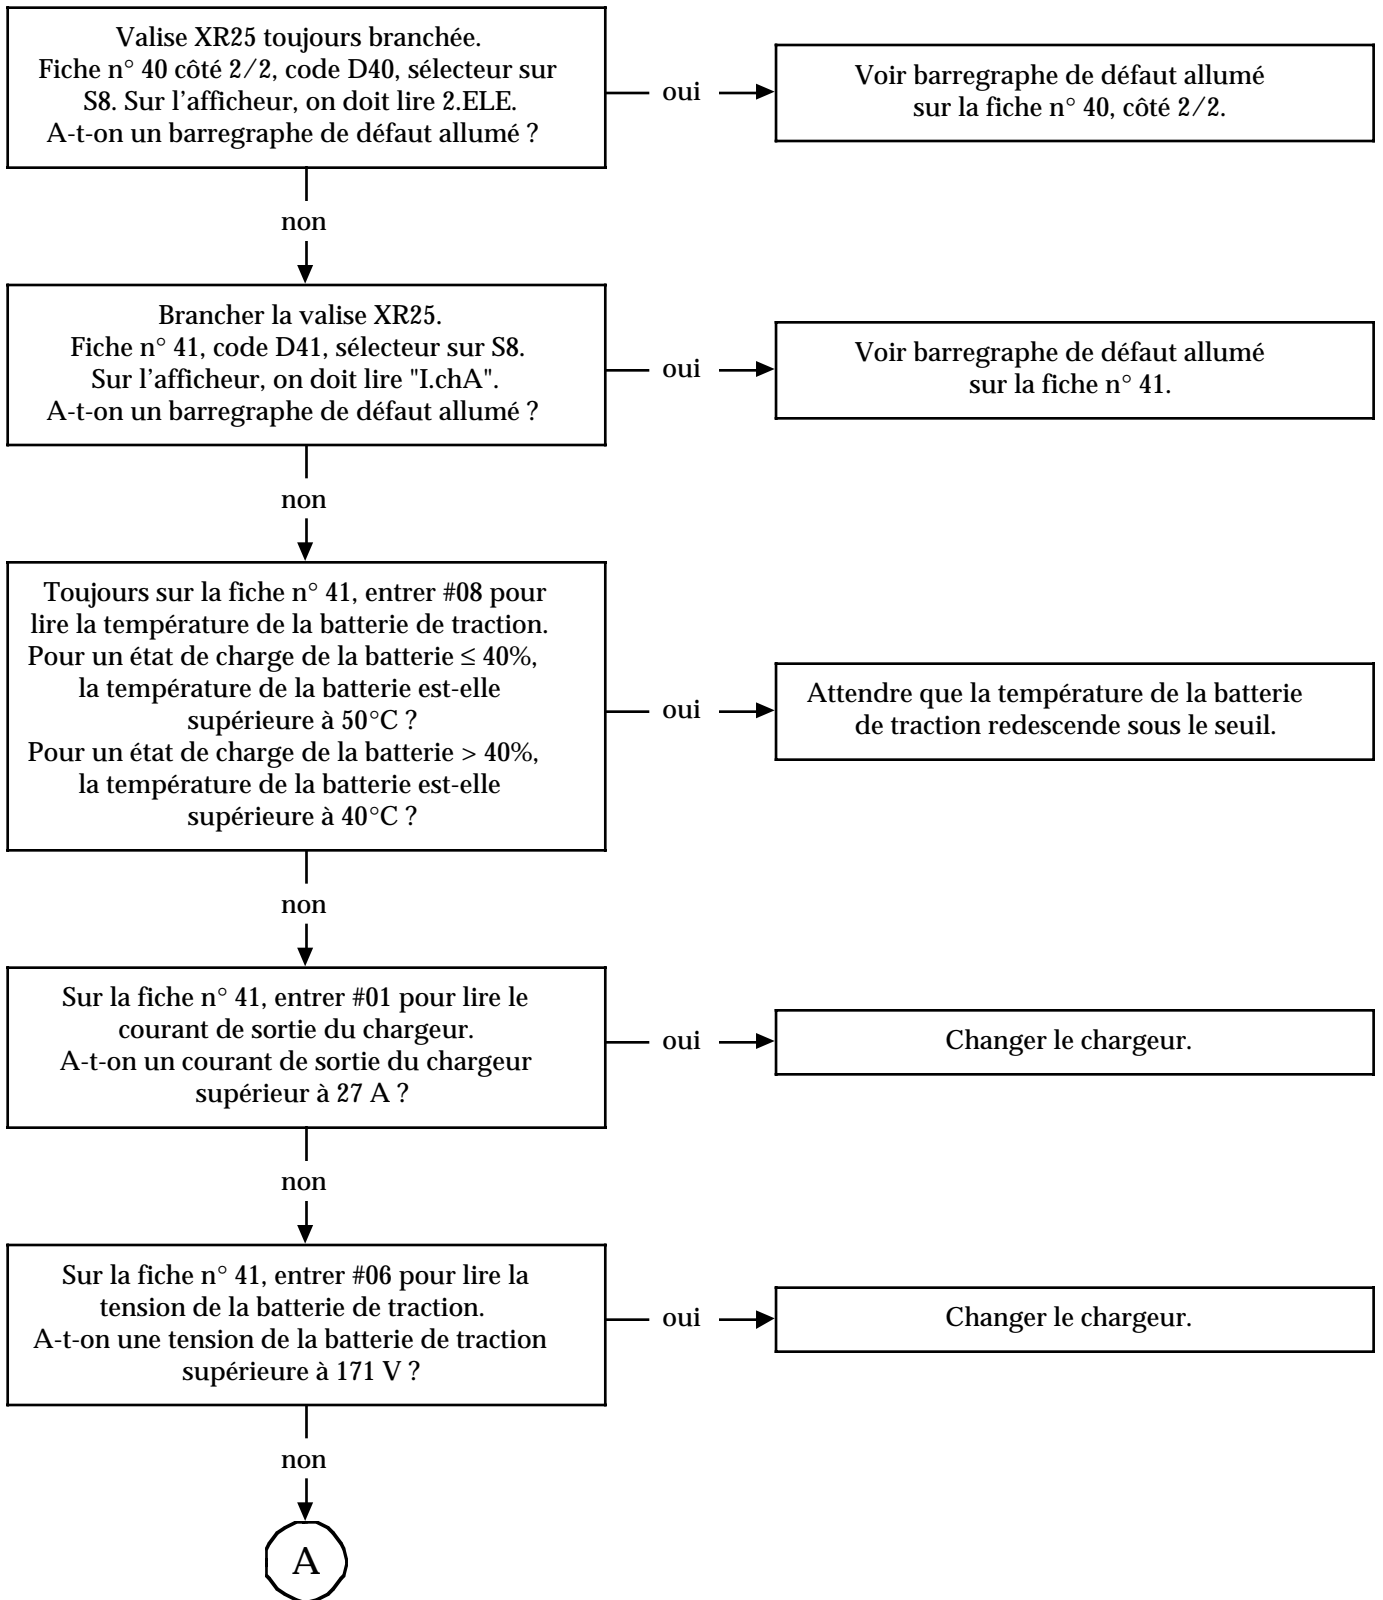 Valise XR25 toujours branchée.
Fiche n° 40 côté 2/2, code D40, sélecteur sur
S8. Sur l'afficheur, on doit lire 2.ELE.
A-t-on un barregraphe de défaut allumé ?
oui
Voir barregraphe de défaut allumé
sur la fiche n° 40, côté 2/2.
non
Brancher la valise XR25.
Fiche n° 41, code D41, sélecteur sur S8.
Sur l'afficheur, on doit lire "I.chA".
A-t-on un barregraphe de défaut allumé ?
oui
Voir barregraphe de défaut allumé
sur la fiche n° 41.
non
Toujours sur la fiche n° 41, entrer #08 pour
lire la température de la batterie de traction.
Pour un état de charge de la batterie ≤ 40%,
la température de la batterie est-elle
supérieure à 50°C ?
Pour un état de charge de la batterie > 40%,
la température de la batterie est-elle
supérieure à 40°C ?
oui
Attendre que la température de la batterie
de traction redescende sous le seuil.
non
Sur la fiche n° 41, entrer #01 pour lire le
courant de sortie du chargeur.
A-t-on un courant de sortie du chargeur
supérieur à 27 A ?
oui
Changer le chargeur.
non
Sur la fiche n° 41, entrer #06 pour lire la
tension de la batterie de traction.
A-t-on une tension de la batterie de traction
supérieure à 171 V ?
oui
Changer le chargeur.
non
A